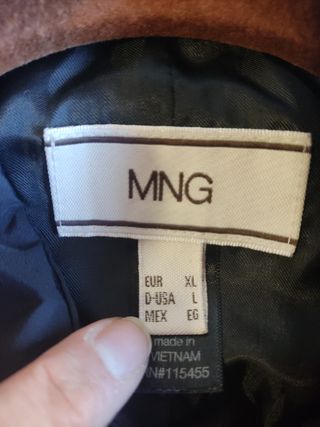 MNG
EUR XL
D-USA L
MEX EG
made in
VIETNAM
#115455